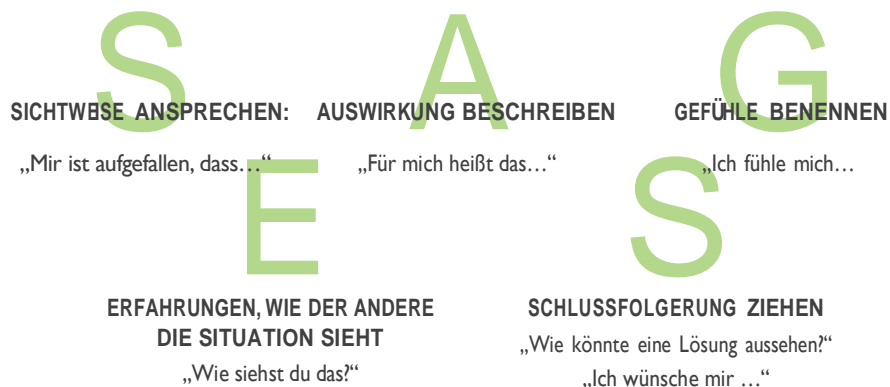 S A G
SICHTWEISE ANSPRECHEN: AUSWIRKUNG BESCHREIBEN GEFÜHLE BENENNEN
„Mir ist aufgefallen, dass…“ „Für mich heißt das…“ „Ich fühle mich…
E S
ERFAHRUNGEN, WIE DER ANDERE
DIE SITUATION SIEHT
„Wie siehst du das?“
SCHLUSSFOLGERUNG ZIEHEN
„Wie könnte eine Lösung aussehen?“
„Ich wünsche mir …“